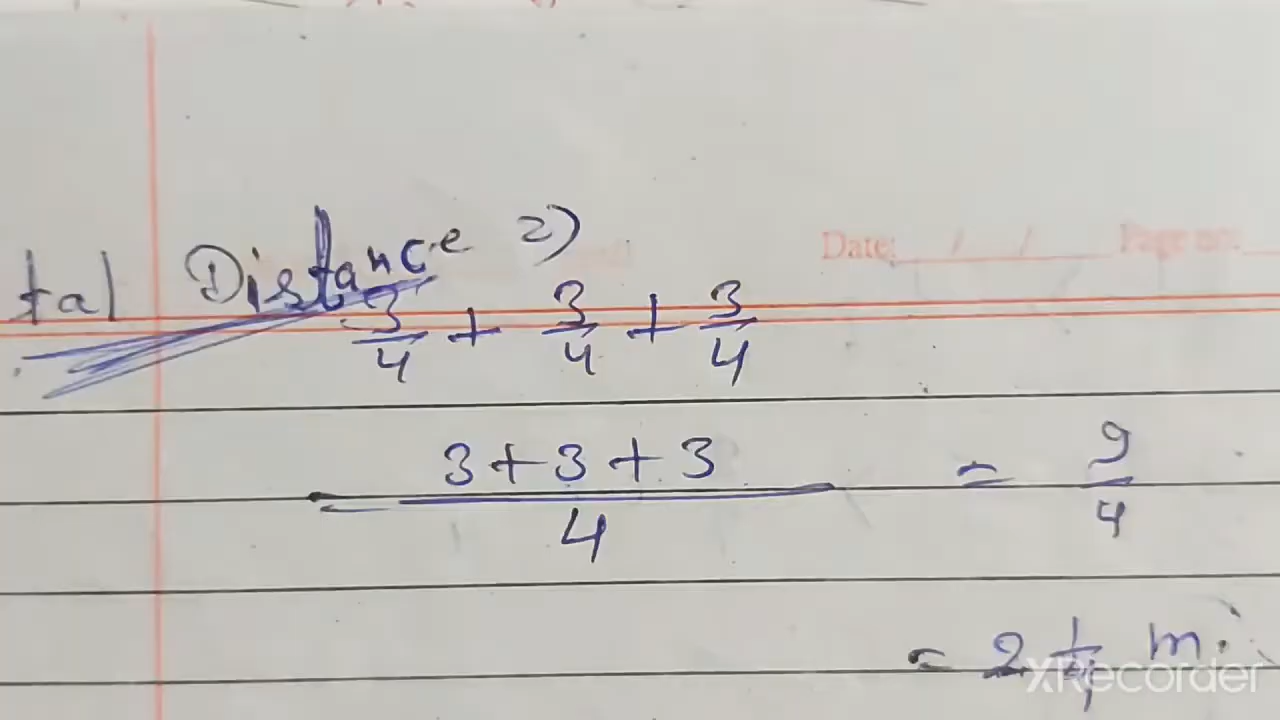 tal Distance =)
3/4 + 3/4 + 3/4
= 3+3+3/4 = 9/4
= 2 1/4 mi
Date: / / Page no:
XRecorder